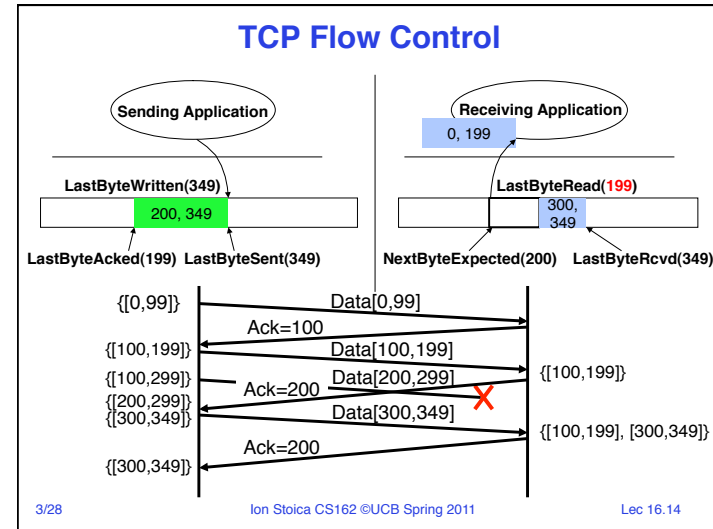 TCP Flow Control
Sending Application
Receiving Application
0, 199
LastByteWritten(349)
LastByteRead(199)
200, 349
300,
349
LastByteAcked(199) LastByteSent(349)
NextByteExpected(200) LastByteRcvd(349)
{[0,99]}
Data[0,99]
Ack=100
{[100,199]}
Data[100,199]
{[100,299]}
Ack=200
Data[200,299]
{[100,199]}
{[200,299]}
{[300,349]}
Data[300,349]
{[100,199], [300,349]}
Ack=200
{[300,349]}
3/28
Ion Stoica CS162 ©UCB Spring 2011
Lec 16.14